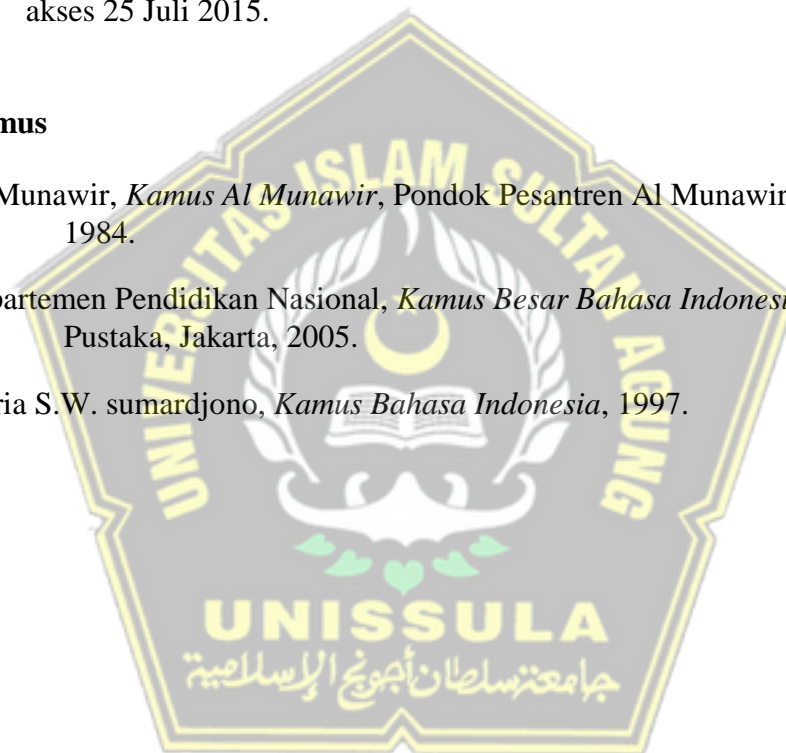 akses 25 Juli 2015.
mus
Munawir, Kamus Al Munawir, Pondok Pesantren Al Munawir
1984.
partemen Pendidikan Nasional, Kamus Besar Bahasa Indonesi
Pustaka, Jakarta, 2005.
ria S.W. sumardjono, Kamus Bahasa Indonesia, 1997.
UNIVERSITAS ISLAM SULTAN AGUNG
UNISSULA
جامعة سلطان أجونج الإسلامية